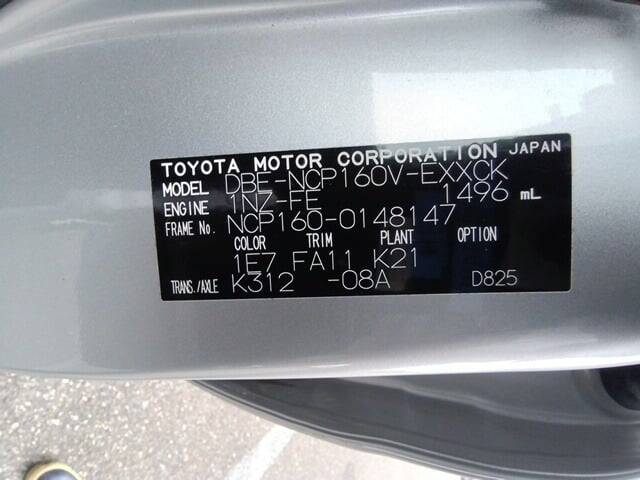 TOYOTA MOTOR CORPORATION JAPAN
MODEL DBE-NCP160V-EXXCK
ENGINE 1NZ-FE 1496 mL
FRAME No. NCP160-0148147
COLOR TRIM PLANT OPTION
1E7 FA11 K21
TRANS./AXLE K312 -08A D825